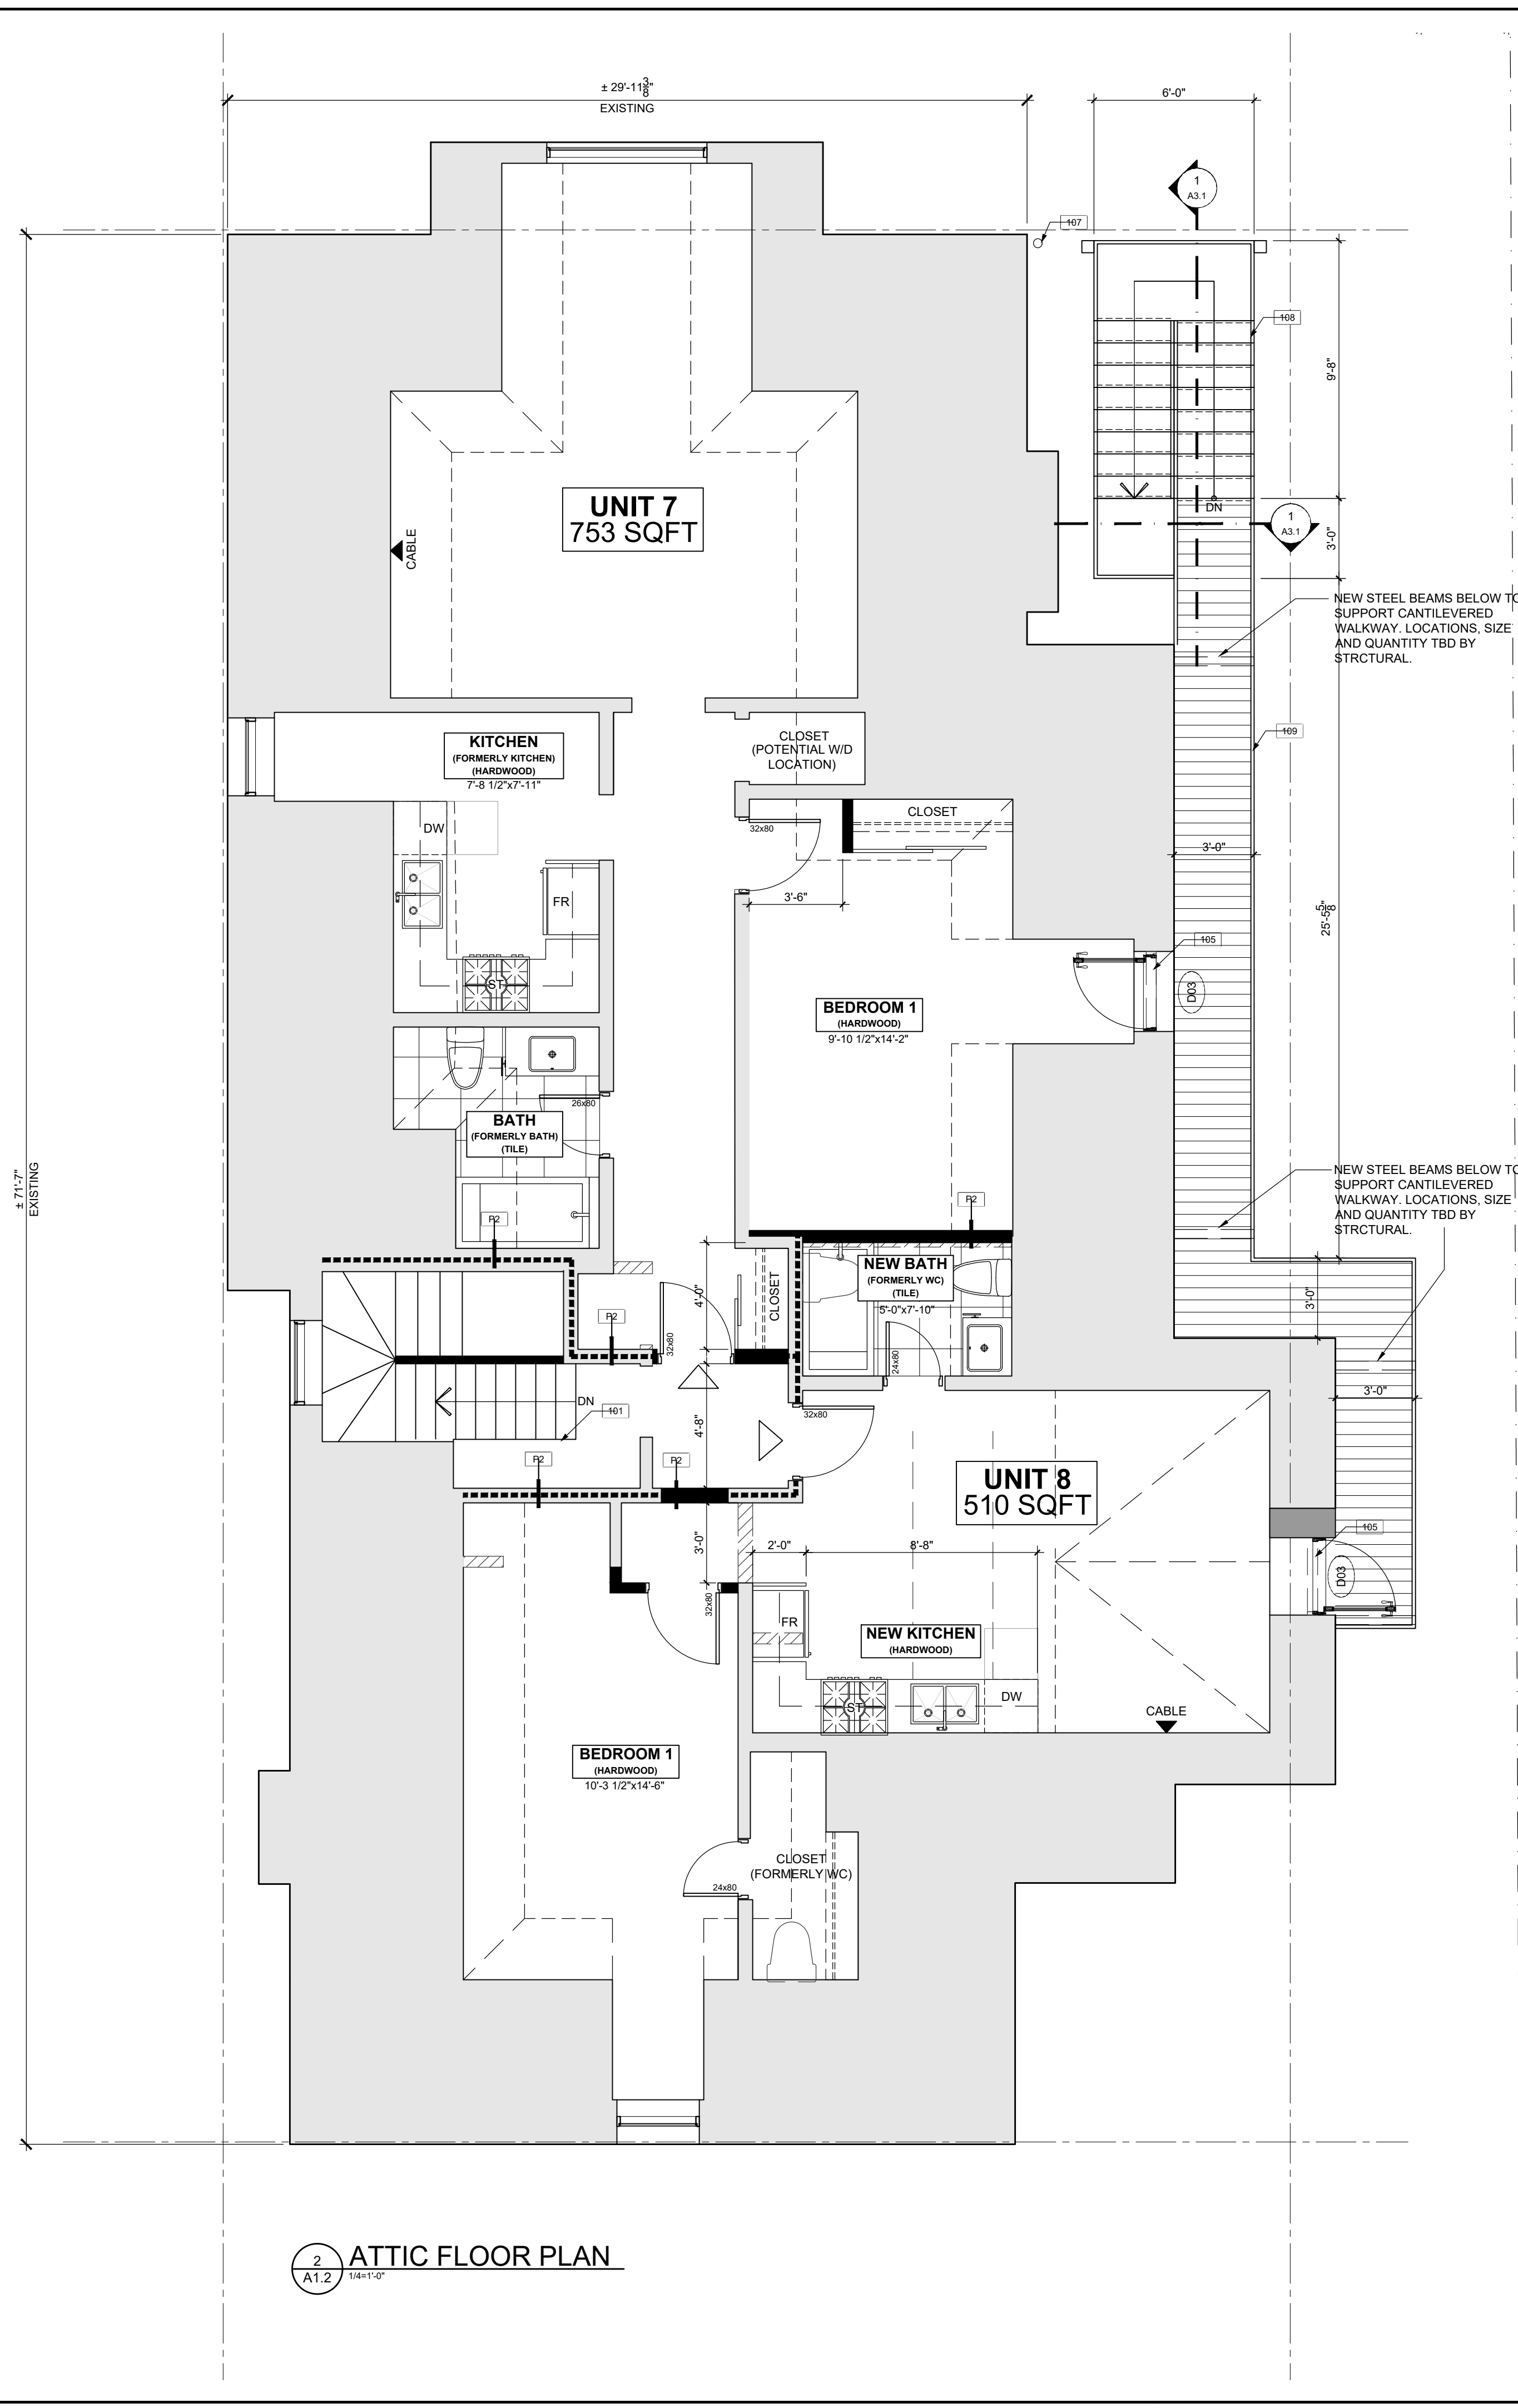 ± 29'-11 3/8"
EXISTING
6'-0"
1
A3.1
107
108
9'-8"
UNIT 7
753 SQFT
CABLE
DN
1
A3.1
3'-0"
NEW STEEL BEAMS BELOW TO
SUPPORT CANTILEVERED
WALKWAY. LOCATIONS, SIZE
AND QUANTITY TBD BY
STRCTURAL.
109
KITCHEN
(FORMERLY KITCHEN)
(HARDWOOD)
7'-8 1/2"x7'-11"
CLOSET
(POTENTIAL W/D
LOCATION)
DW
32x80
CLOSET
3'-0"
FR
3'-6"
25'-5 5/8"
105
ST
D03
BEDROOM 1
(HARDWOOD)
9'-10 1/2"x14'-2"
26x80
BATH
(FORMERLY BATH)
(TILE)
± 71'-7"
EXISTING
NEW STEEL BEAMS BELOW TO
SUPPORT CANTILEVERED
WALKWAY. LOCATIONS, SIZE
AND QUANTITY TBD BY
STRCTURAL.
P2
P2
NEW BATH
(FORMERLY WC)
(TILE)
5'-0"x7'-10"
4'-0"
CLOSET
3'-0"
P2
32x80
24x80
DN
101
3'-0"
32x80
4'-8"
P2
P2
UNIT 8
510 SQFT
3'-0"
2'-0"
8'-8"
105
D03
32x80
FR
NEW KITCHEN
(HARDWOOD)
ST
DW
CABLE
BEDROOM 1
(HARDWOOD)
10'-3 1/2"x14'-6"
CLOSET
(FORMERLY WC)
24x80
2
A1.2
ATTIC FLOOR PLAN
1/4=1'-0"